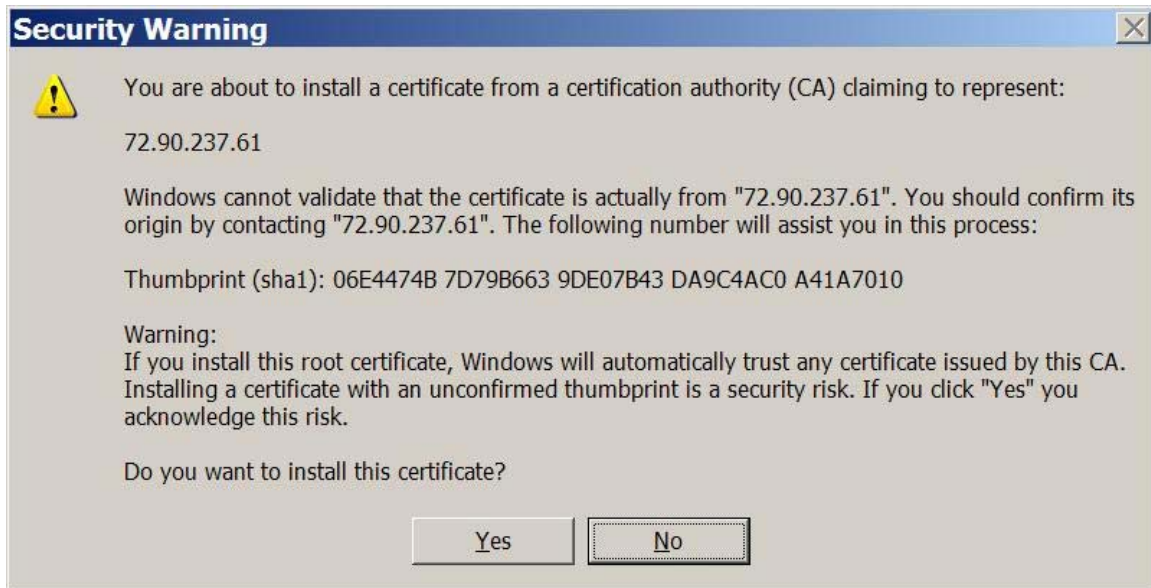 Security Warning
You are about to install a certificate from a certification authority (CA) claiming to represent:
72.90.237.61
Windows cannot validate that the certificate is actually from "72.90.237.61". You should confirm its
origin by contacting "72.90.237.61". The following number will assist you in this process:
Thumbprint (sha1): 06E4474B 7D79B663 9DE07B43 DA9C4AC0 A41A7010
Warning:
If you install this root certificate, Windows will automatically trust any certificate issued by this CA.
Installing a certificate with an unconfirmed thumbprint is a security risk. If you click "Yes" you
acknowledge this risk.
Do you want to install this certificate?
Yes
No